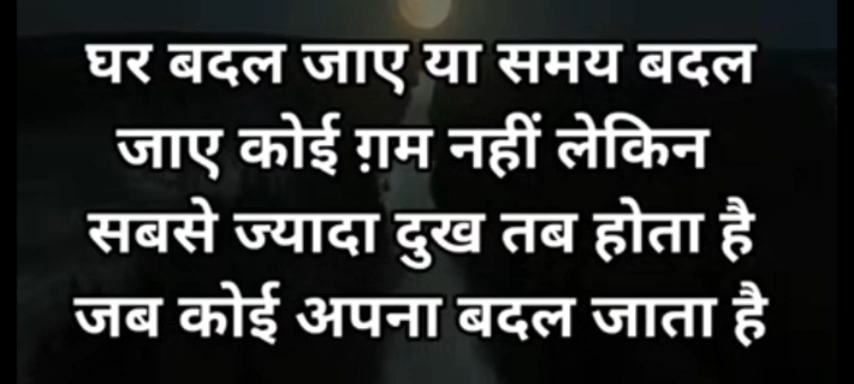 घर बदल जाए या समय बदल
जाए कोई ग़म नहीं लेकिन
सबसे ज्यादा दुख तब होता है
जब कोई अपना बदल जाता है